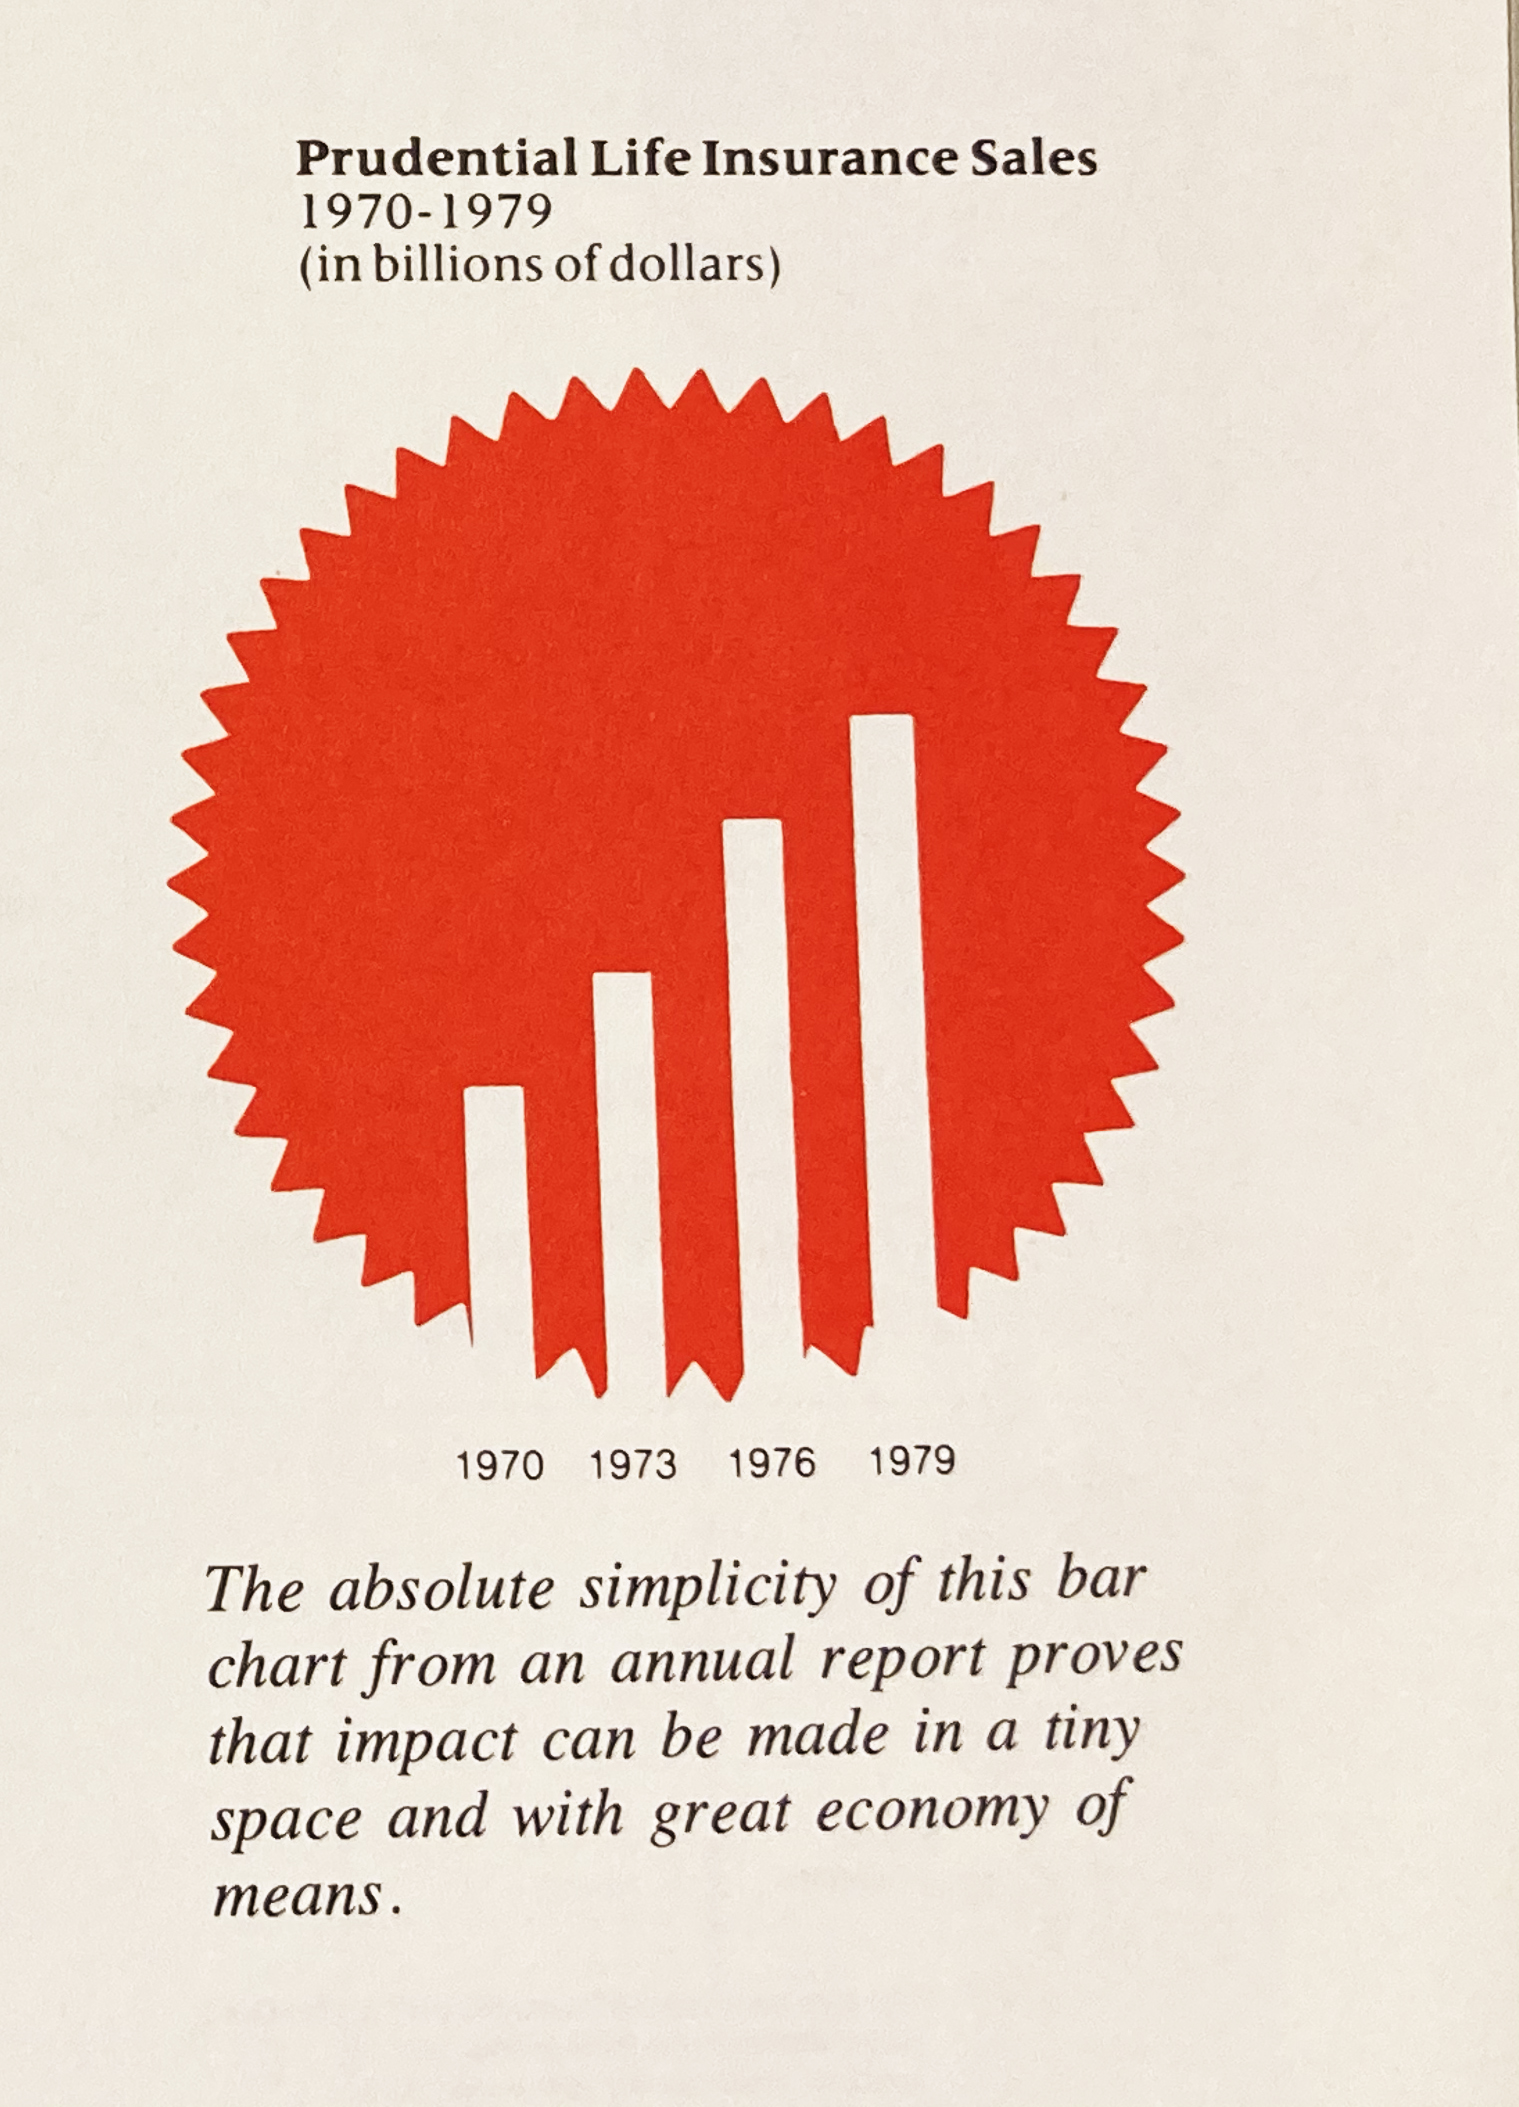 Prudential Life Insurance Sales
1970-1979
(in billions of dollars)
1970 1973 1976 1979
The absolute simplicity of this bar
chart from an annual report proves
that impact can be made in a tiny
space and with great economy of
means.